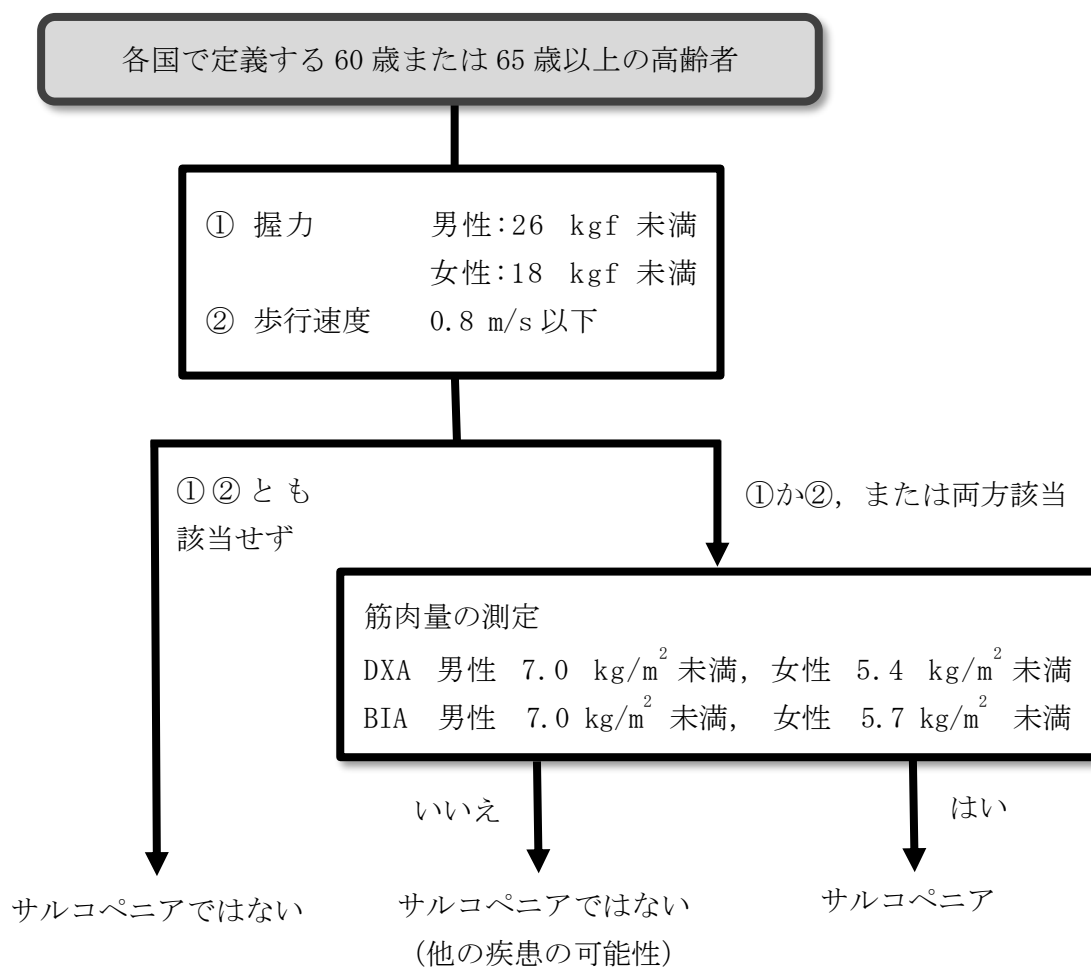 各国で定義する 60 歳または 65 歳以上の高齢者
① 握力 男性:26 kgf 未満
女性:18 kgf 未満
② 歩行速度 0.8 m/s 以下
①②とも
該当せず
①か②, または両方該当
筋肉量の測定
DXA 男性 7.0 kg/m² 未満, 女性 5.4 kg/m² 未満
BIA 男性 7.0 kg/m² 未満, 女性 5.7 kg/m² 未満
いいえ
はい
サルコペニアではない
サルコペニアではない
(他の疾患の可能性)
サルコペニア